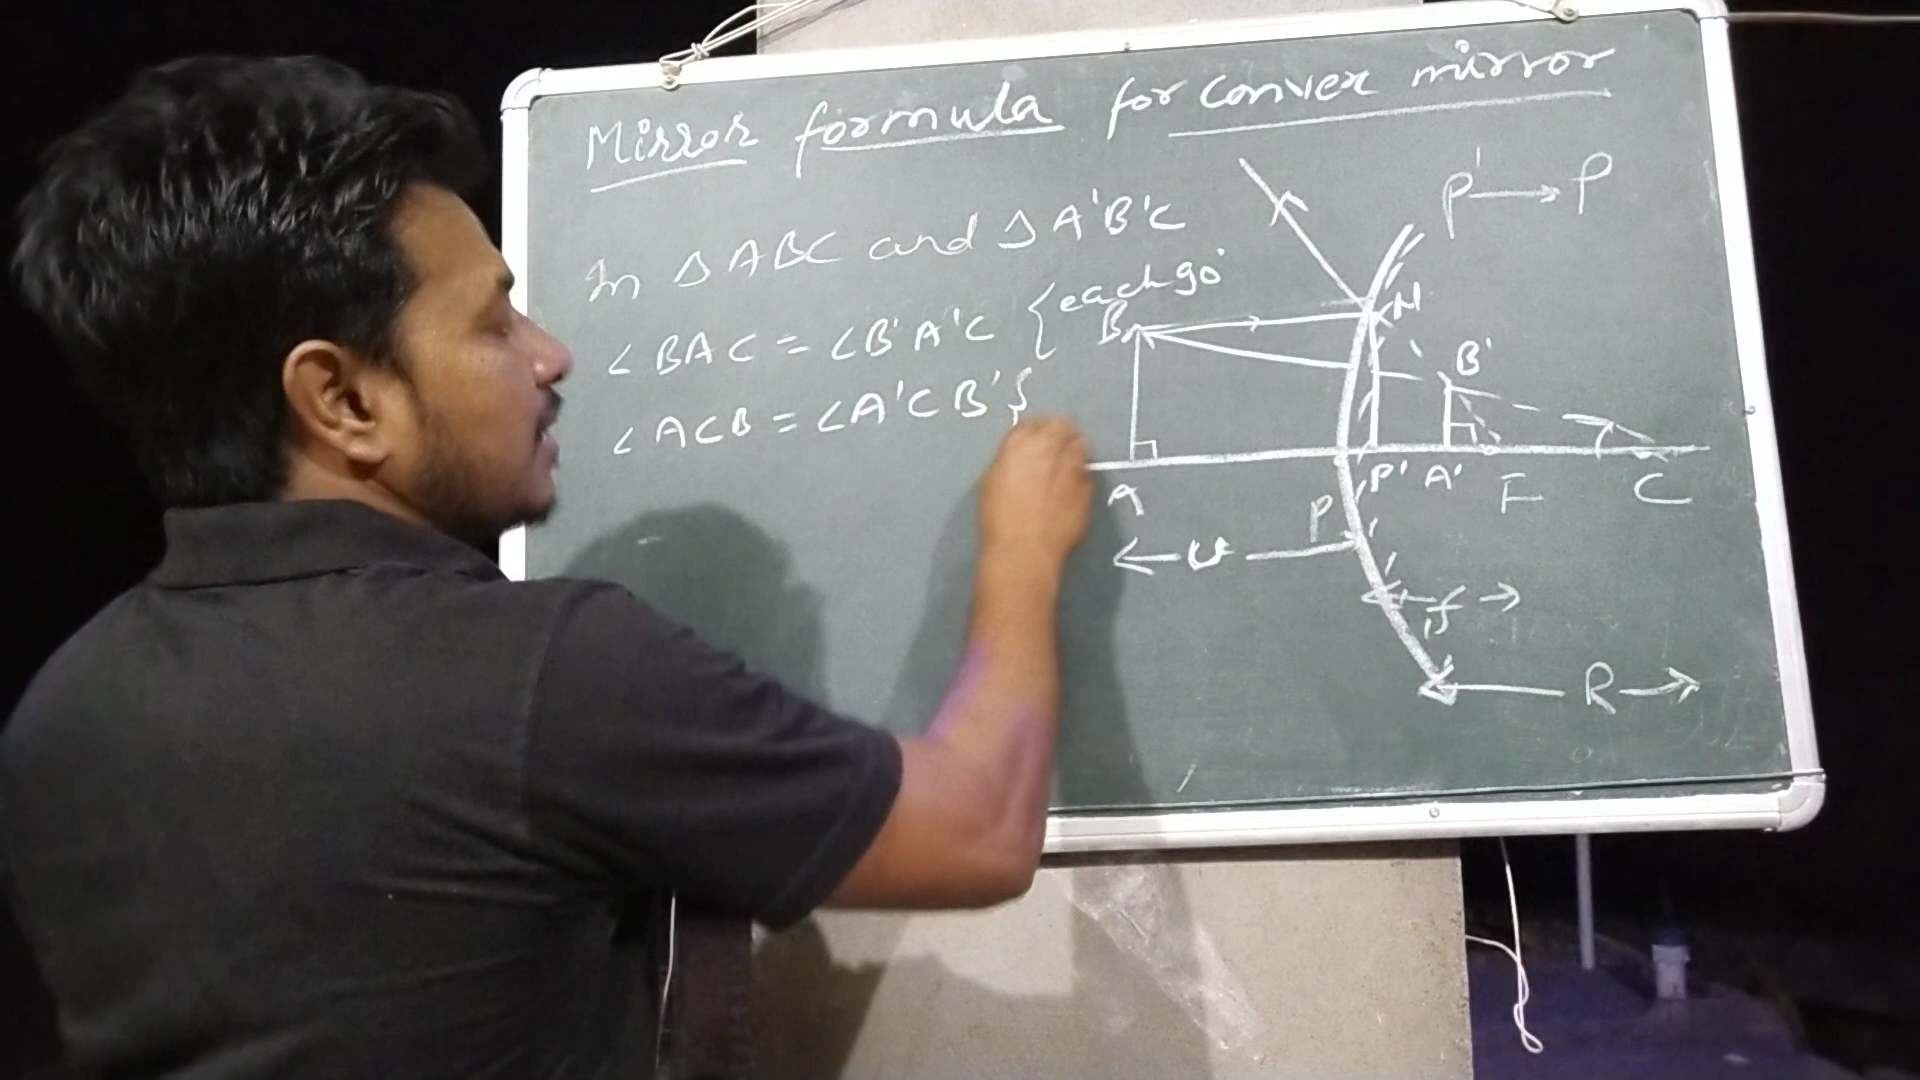 Mirror formula for convex mirror
In Δ ABC and Δ A'B'C
∠BAC = ∠B'A'C { each 90°
∠ACB = ∠A'CB' }
P' → P
B
N
B'
A
P
P' A' F C
u
f
R